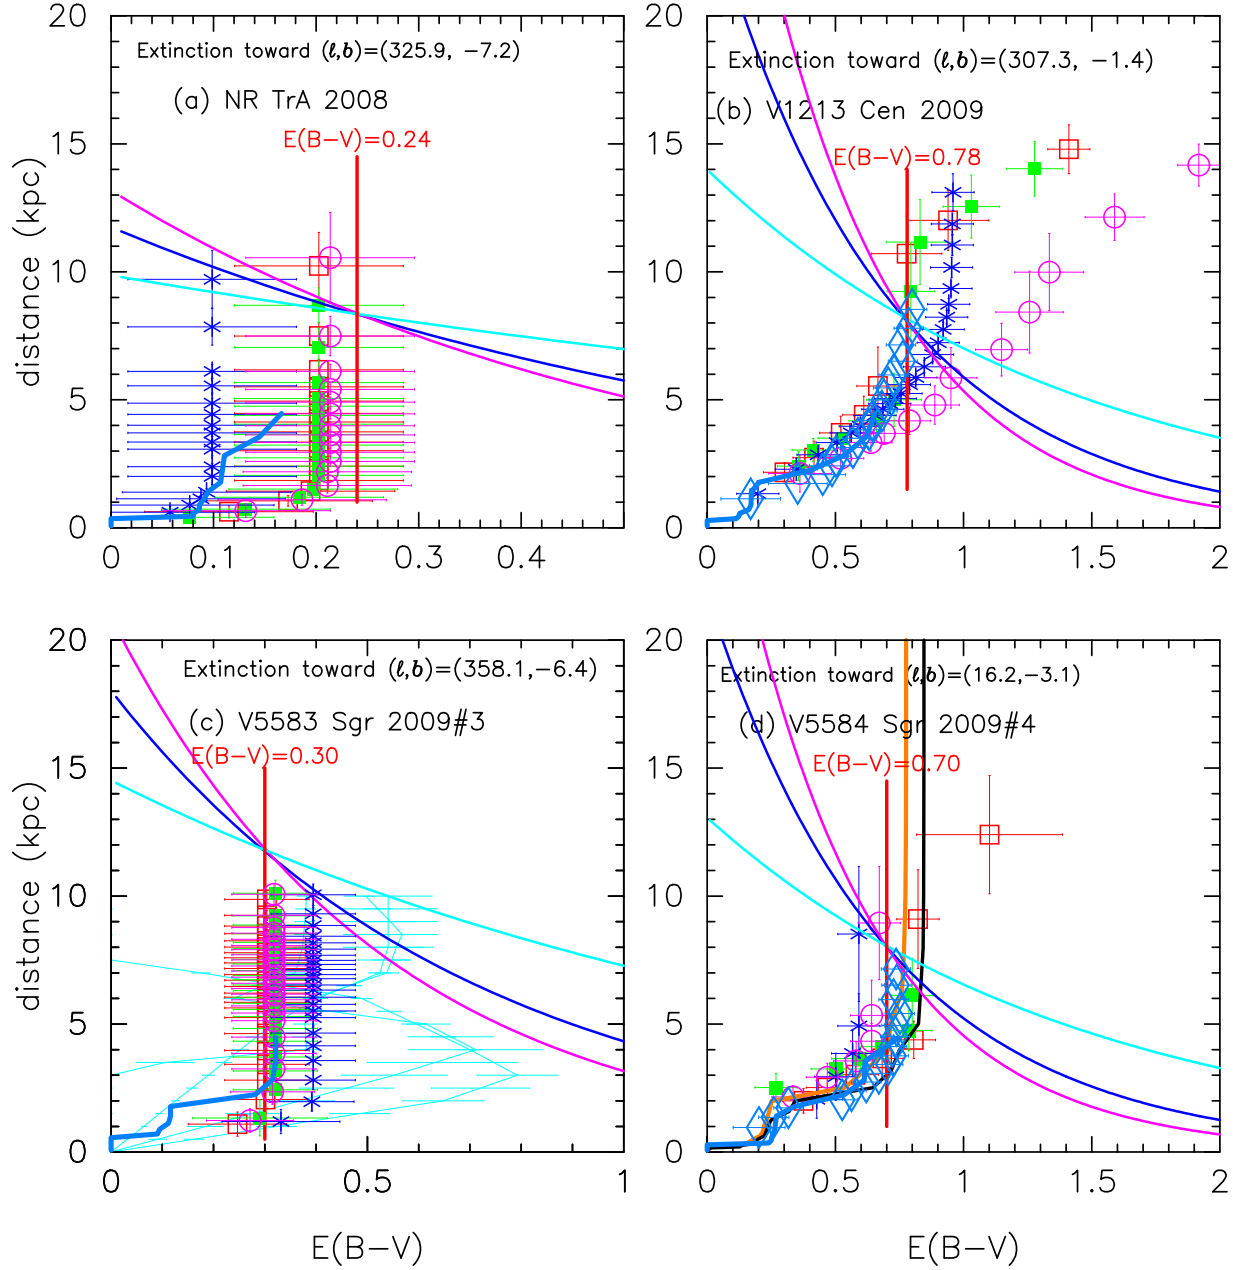 20
15
10
5
0
distance (kpc)
Extinction toward (ℓ,b)=(325.9, −7.2)
(a) NR TrA 2008
E(B−V)=0.24
0 0.1 0.2 0.3 0.4
20
15
10
5
0
Extinction toward (ℓ,b)=(307.3, −1.4)
(b) V1213 Cen 2009
E(B−V)=0.78
0 0.5 1 1.5 2
20
15
10
5
0
distance (kpc)
Extinction toward (ℓ,b)=(358.1,−6.4)
(c) V5583 Sgr 2009#3
E(B−V)=0.30
0 0.5 1
E(B−V)
20
15
10
5
0
Extinction toward (ℓ,b)=(16.2,−3.1)
(d) V5584 Sgr 2009#4
E(B−V)=0.70
0 0.5 1 1.5 2
E(B−V)